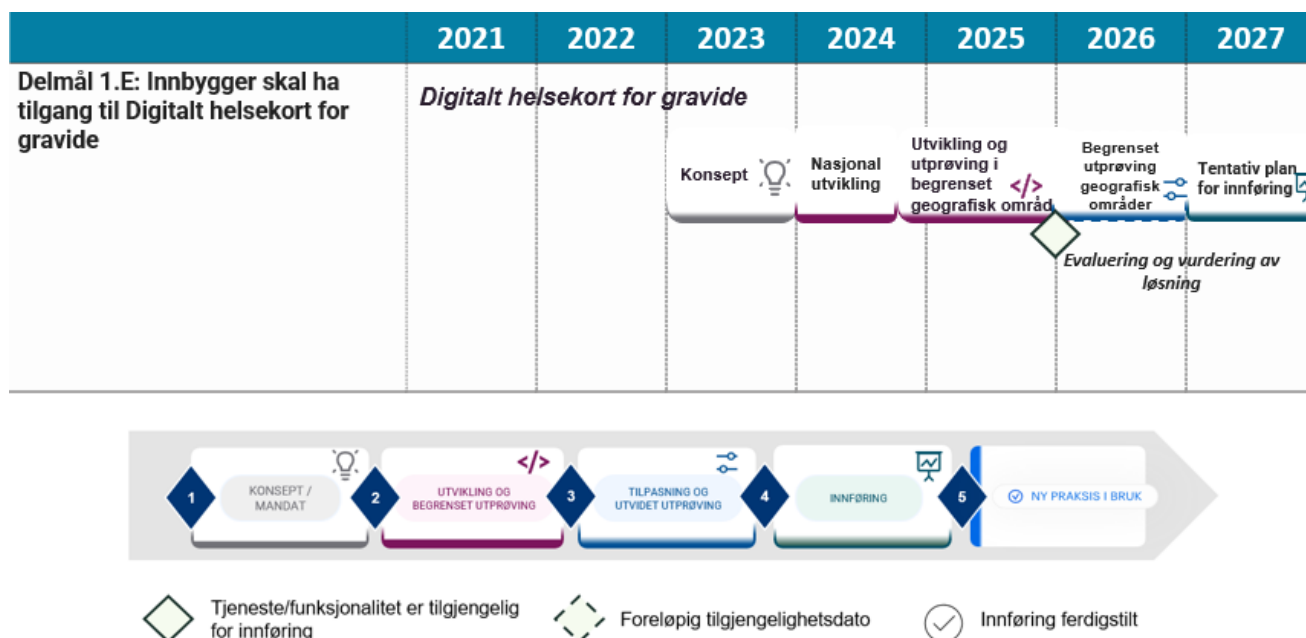 2021 2022 2023 2024 2025 2026 2027
Delmål 1.E: Innbygger skal ha
tilgang til Digitalt helsekort for
gravide
Digitalt helsekort for gravide
Konsept
Nasjonal
utvikling
Utvikling og
utprøving i
begrenset
geografisk områd
</>
Begrenset
utprøving
geografisk
områder
Tentativ plan
for innføring
Evaluering og vurdering av
løsning
1
KONSEPT /
MANDAT
2
</>
UTVIKLING OG
BEGRENSET UTPRØVING
3
TILPASNING OG
UTVIDET UTPRØVING
4
INNFØRING
5
NY PRAKSIS I BRUK
Tjeneste/funksjonalitet er tilgjengelig
for innføring
Foreløpig tilgjengelighetsdato
Innføring ferdigstilt